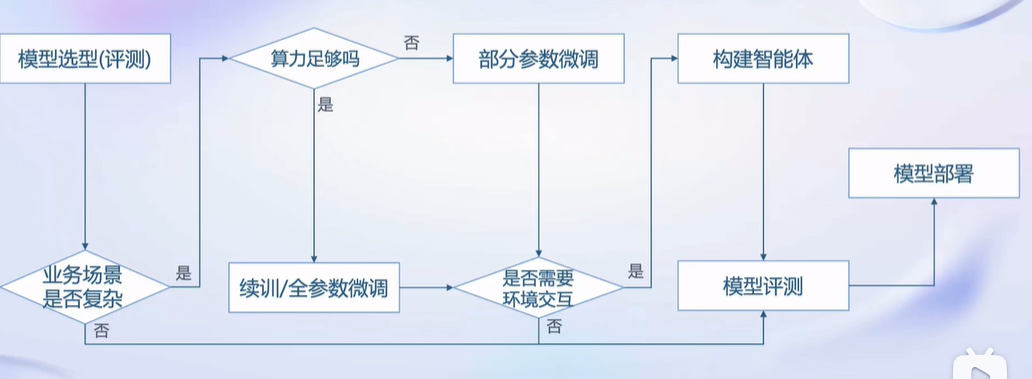 模型选型(评测)
算力足够吗
否
部分参数微调
构建智能体
是
模型部署
业务场景
是否复杂
是
续训/全参数微调
是否需要
环境交互
是
模型评测
否
否